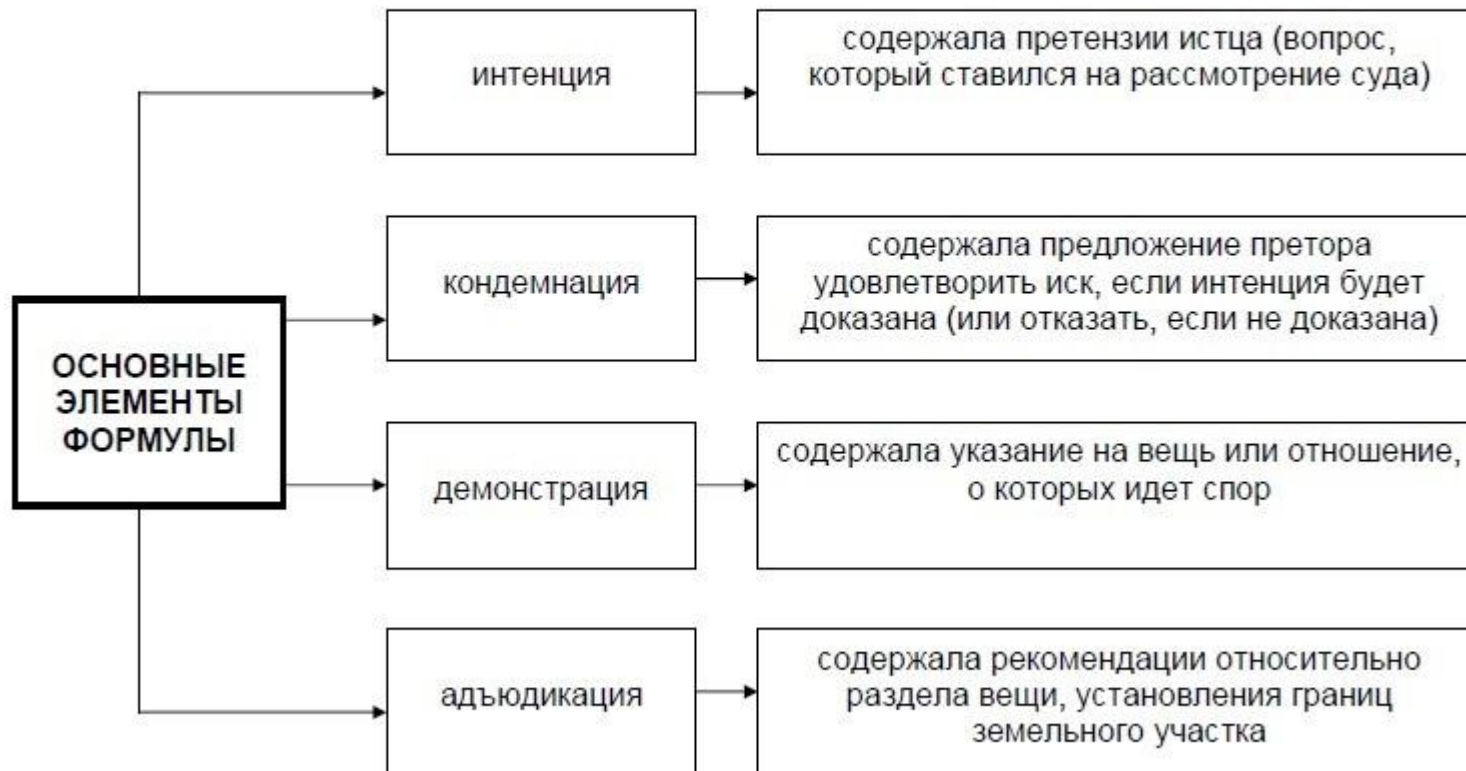 интенция
содержала претензии истца (вопрос,
который ставился на рассмотрение суда)
кондемнация
содержала предложение претора
удовлетворить иск, если интенция будет
доказана (или отказать, если не доказана)
ОСНОВНЫЕ
ЭЛЕМЕНТЫ
ФОРМУЛЫ
демонстрация
содержала указание на вещь или отношение,
о которых идет спор
адъюдикация
содержала рекомендации относительно
раздела вещи, установления границ
земельного участка